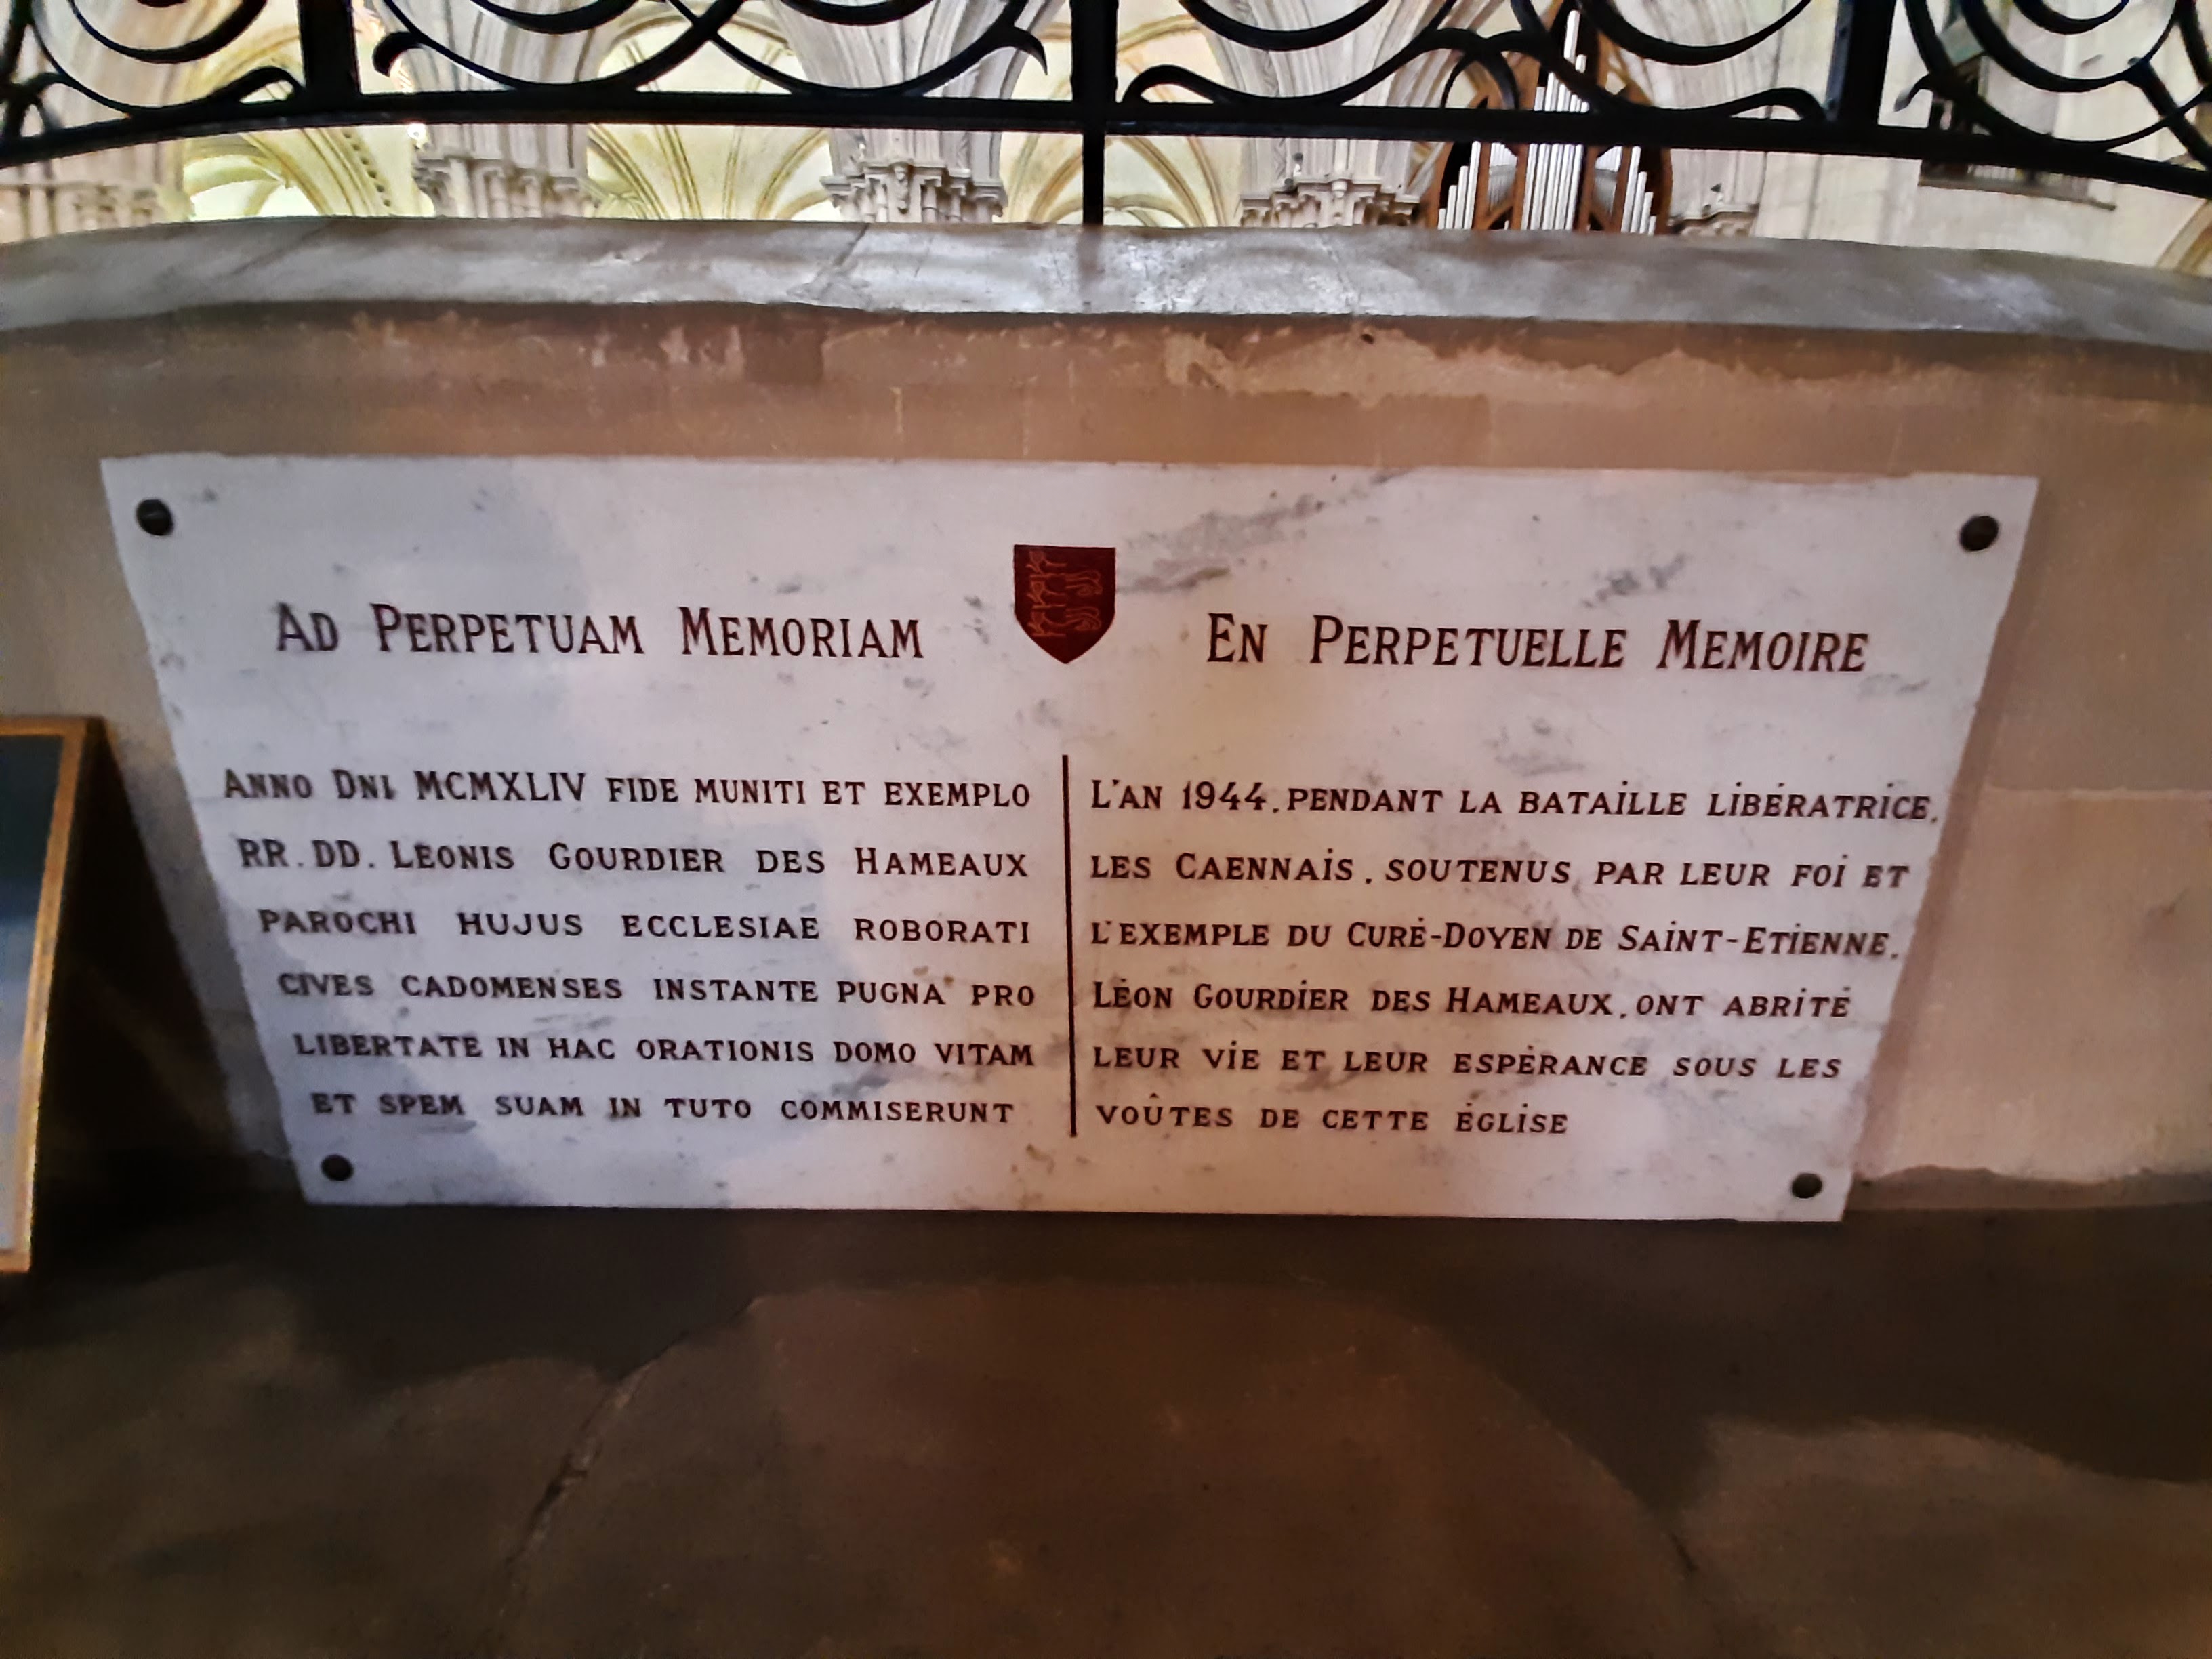 AD PERPETUAM MEMORIAM
ANNO DNI MCMXLIV FIDE MUNITI ET EXEMPLO
RR. DD. LEONIS GOURDIER DES HAMEAUX
PAROCHI HUJUS ECCLESIAE ROBORATI
CIVES CADOMENSES INSTANTE PUGNA PRO
LIBERTATE IN HAC ORATIONIS DOMO VITAM
ET SPEM SUAM IN TUTO COMMISERUNT
EN PERPETUELLE MEMOIRE
L'AN 1944, PENDANT LA BATAILLE LIBÉRATRICE,
LES CAENNAIS, SOUTENUS PAR LEUR FOI ET
L'EXEMPLE DU CURÉ-DOYEN DE SAINT-ETIENNE,
LÉON GOURDIER DES HAMEAUX, ONT ABRITÉ
LEUR VIE ET LEUR ESPÉRANCE SOUS LES
VOÛTES DE CETTE ÉGLISE